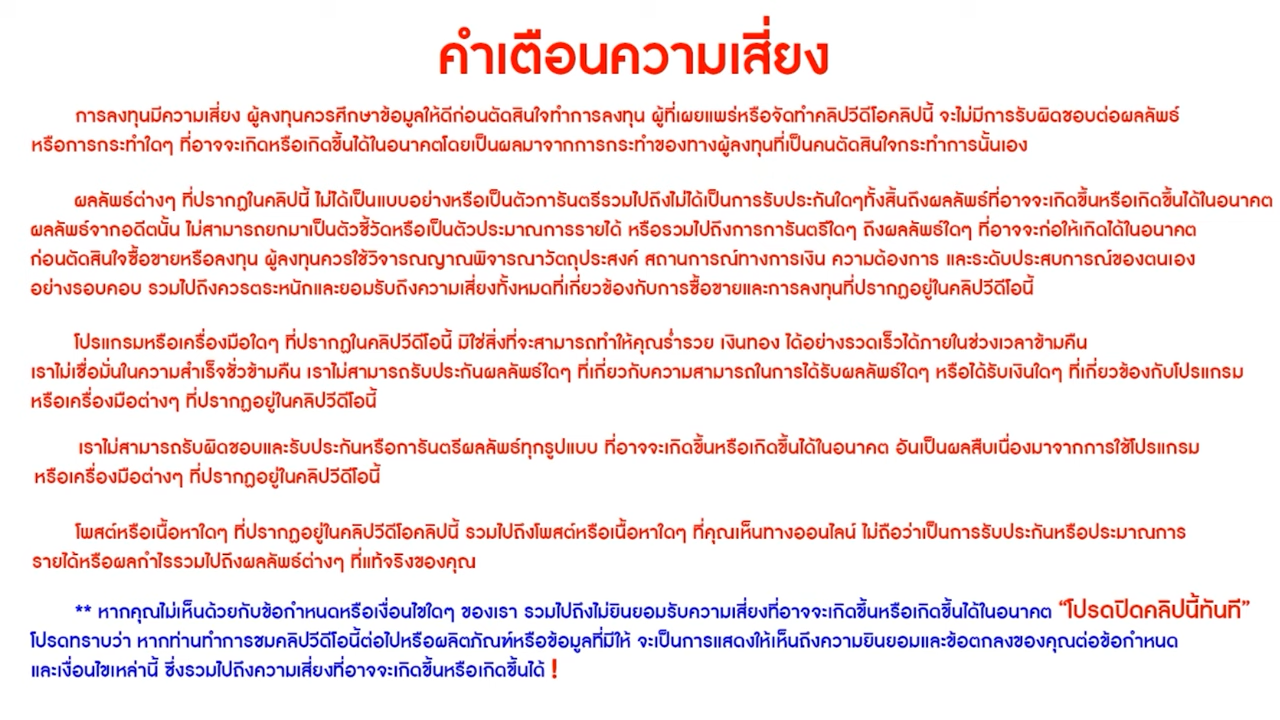 คำเตือนความเสี่ยง
การลงทุนมีความเสี่ยง ผู้ลงทุนควรศึกษาข้อมูลให้ดีก่อนตัดสินใจทำการลงทุน ผู้ที่เผยแพร่หรือจัดทำคลิปวีดีโอคลิปนี้ จะไม่มีการรับผิดชอบต่อผลลัพธ์
หรือการกระทำใดๆ ที่อาจจะเกิดหรือเกิดขึ้นได้ในอนาคตโดยเป็นผลมาจากการกระทำของทางผู้ลงทุนที่เป็นคนตัดสินใจกระทำการนั้นเอง
ผลลัพธ์ต่างๆ ที่ปรากฏในคลิปนี้ ไม่ได้เป็นแบบอย่างหรือเป็นตัวการันตรีรวมไปถึงไม่ได้เป็นการรับประกันใดๆทั้งสิ้นถึงผลลัพธ์ที่อาจจะเกิดขึ้นหรือเกิดขึ้นได้ในอนาคต
ผลลัพธ์จากอดีตนั้น ไม่สามารถยกมาเป็นตัวชี้วัดหรือเป็นตัวประมาณการรายได้ หรือรวมไปถึงการการันตรีใดๆ ถึงผลลัพธ์ใดๆ ที่อาจจะก่อให้เกิดได้ในอนาคต
ก่อนตัดสินใจซื้อขายหรือลงทุน ผู้ลงทุนควรใช้วิจารณญาณพิจารณาวัตถุประสงค์ สถานการณ์ทางการเงิน ความต้องการ และระดับประสบการณ์ของตนเอง
อย่างรอบคอบ รวมไปถึงควรตระหนักและยอมรับถึงความเสี่ยงทั้งหมดที่เกี่ยวข้องกับการซื้อขายและการลงทุนที่ปรากฏอยู่ในคลิปวีดีโอนี้
โปรแกรมหรือเครื่องมือใดๆ ที่ปรากฏในคลิปวีดีโอนี้ มิใช่สิ่งที่จะสามารถทำให้คุณร่ำรวย เงินทอง ได้อย่างรวดเร็วได้ภายในช่วงเวลาข้ามคืน
เราไม่เชื่อมั่นในความสำเร็จชั่วข้ามคืน เราไม่สามารถรับประกันผลลัพธ์ใดๆ ที่เกี่ยวกับความสามารถในการได้รับผลลัพธ์ใดๆ หรือได้รับเงินใดๆ ที่เกี่ยวข้องกับโปรแกรม
หรือเครื่องมือต่างๆ ที่ปรากฏอยู่ในคลิปวีดีโอนี้
เราไม่สามารถรับผิดชอบและรับประกันหรือการันตรีผลลัพธ์ทุกรูปแบบ ที่อาจจะเกิดขึ้นหรือเกิดขึ้นได้ในอนาคต อันเป็นผลสืบเนื่องมาจากการใช้โปรแกรม
หรือเครื่องมือต่างๆ ที่ปรากฏอยู่ในคลิปวีดีโอนี้
โพสต์หรือเนื้อหาใดๆ ที่ปรากฏอยู่ในคลิปวีดีโอคลิปนี้ รวมไปถึงโพสต์หรือเนื้อหาใดๆ ที่คุณเห็นทางออนไลน์ ไม่ถือว่าเป็นการรับประกันหรือประมาณการ
รายได้หรือผลกำไรรวมไปถึงผลลัพธ์ต่างๆ ที่แท้จริงของคุณ
** หากคุณไม่เห็นด้วยกับข้อกำหนดหรือเงื่อนไขใดๆ ของเรา รวมไปถึงไม่ยินยอมรับความเสี่ยงที่อาจจะเกิดขึ้นหรือเกิดขึ้นได้ในอนาคต “โปรดปิดคลิปนี้ทันที”
โปรดทราบว่า หากท่านทำการชมคลิปวีดีโอนี้ต่อไปหรือผลิตภัณฑ์หรือข้อมูลที่มีให้ จะเป็นการแสดงให้เห็นถึงความยินยอมและข้อตกลงของคุณต่อข้อกำหนด
และเงื่อนไขเหล่านี้ ซึ่งรวมไปถึงความเสี่ยงที่อาจจะเกิดขึ้นหรือเกิดขึ้นได้ !